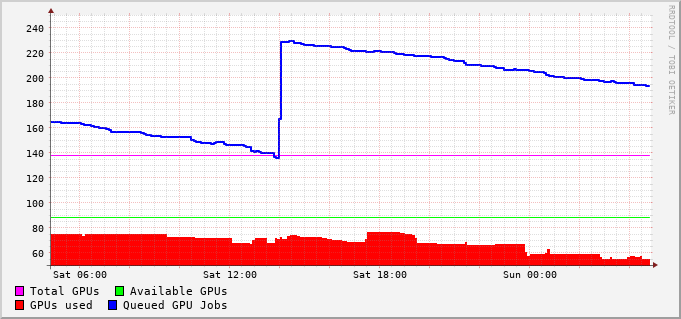 RRDTOOL / TOBI OETIKER
240
220
200
180
160
140
120
100
80
60
Sat 06:00 Sat 12:00 Sat 18:00 Sun 00:00
Total GPUs Available GPUs
GPUs used Queued GPU Jobs